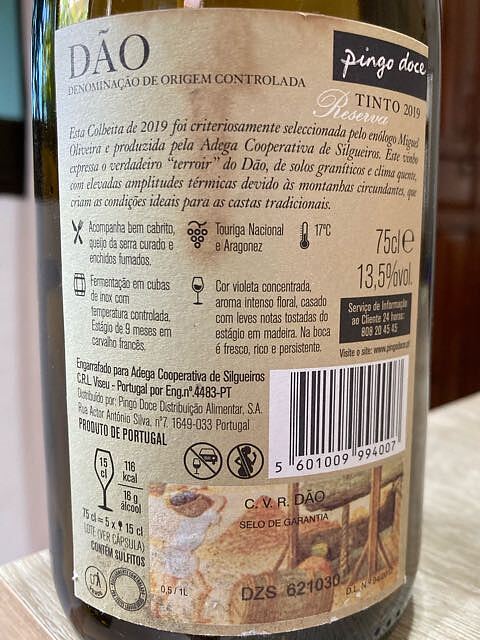 DÃO
DENOMINAÇÃO DE ORIGEM CONTROLADA
pingo doce
TINTO 2019
Reserva
Esta Colheita de 2019 foi criteriosamente seleccionada pelo enólogo Miguel
Oliveira e produzida pela Adega Cooperativa de Silgueiros. Este vinho
expressa o verdadeiro “terroir” do Dão, de solos graníticos e clima quente,
com elevadas amplitudes térmicas devido às montanhas circundantes, que
criam as condições ideais para as castas tradicionais.
Acompanha bem cabrito,
queijo da serra curado e
enchidos fumados.
Touriga Nacional
e Aragonez
17ºC
75cl e
13,5%vol.
Fermentação em cubas
de inox com
temperatura controlada.
Estágio de 9 meses em
carvalho francês.
Cor violeta concentrada,
aroma intenso floral, casado
com leves notas tostadas do
estágio em madeira. Na boca
é fresco, rico e persistente.
Serviço de Informação
ao Cliente 24 horas:
808 20 45 45
Visite o site: www.pingodoce.pt
Engarrafado para Adega Cooperativa de Silgueiros
C.R.L. Viseu - Portugal por Eng.nº.4483-PT
Distribuído por: Pingo Doce Distribuição Alimentar, S.A.
Rua Actor António Silva, nº7, 1649-033 Portugal
PRODUTO DE PORTUGAL
5 601009 994007
15
cl
116
kcal
16 g
álcool
75 cl = 5 x 15 cl
LOTE (VER CÁPSULA)
CONTÉM SULFITOS
C. V. R. DÃO
SELO DE GARANTIA
0,5 / 1L
DZS 621030